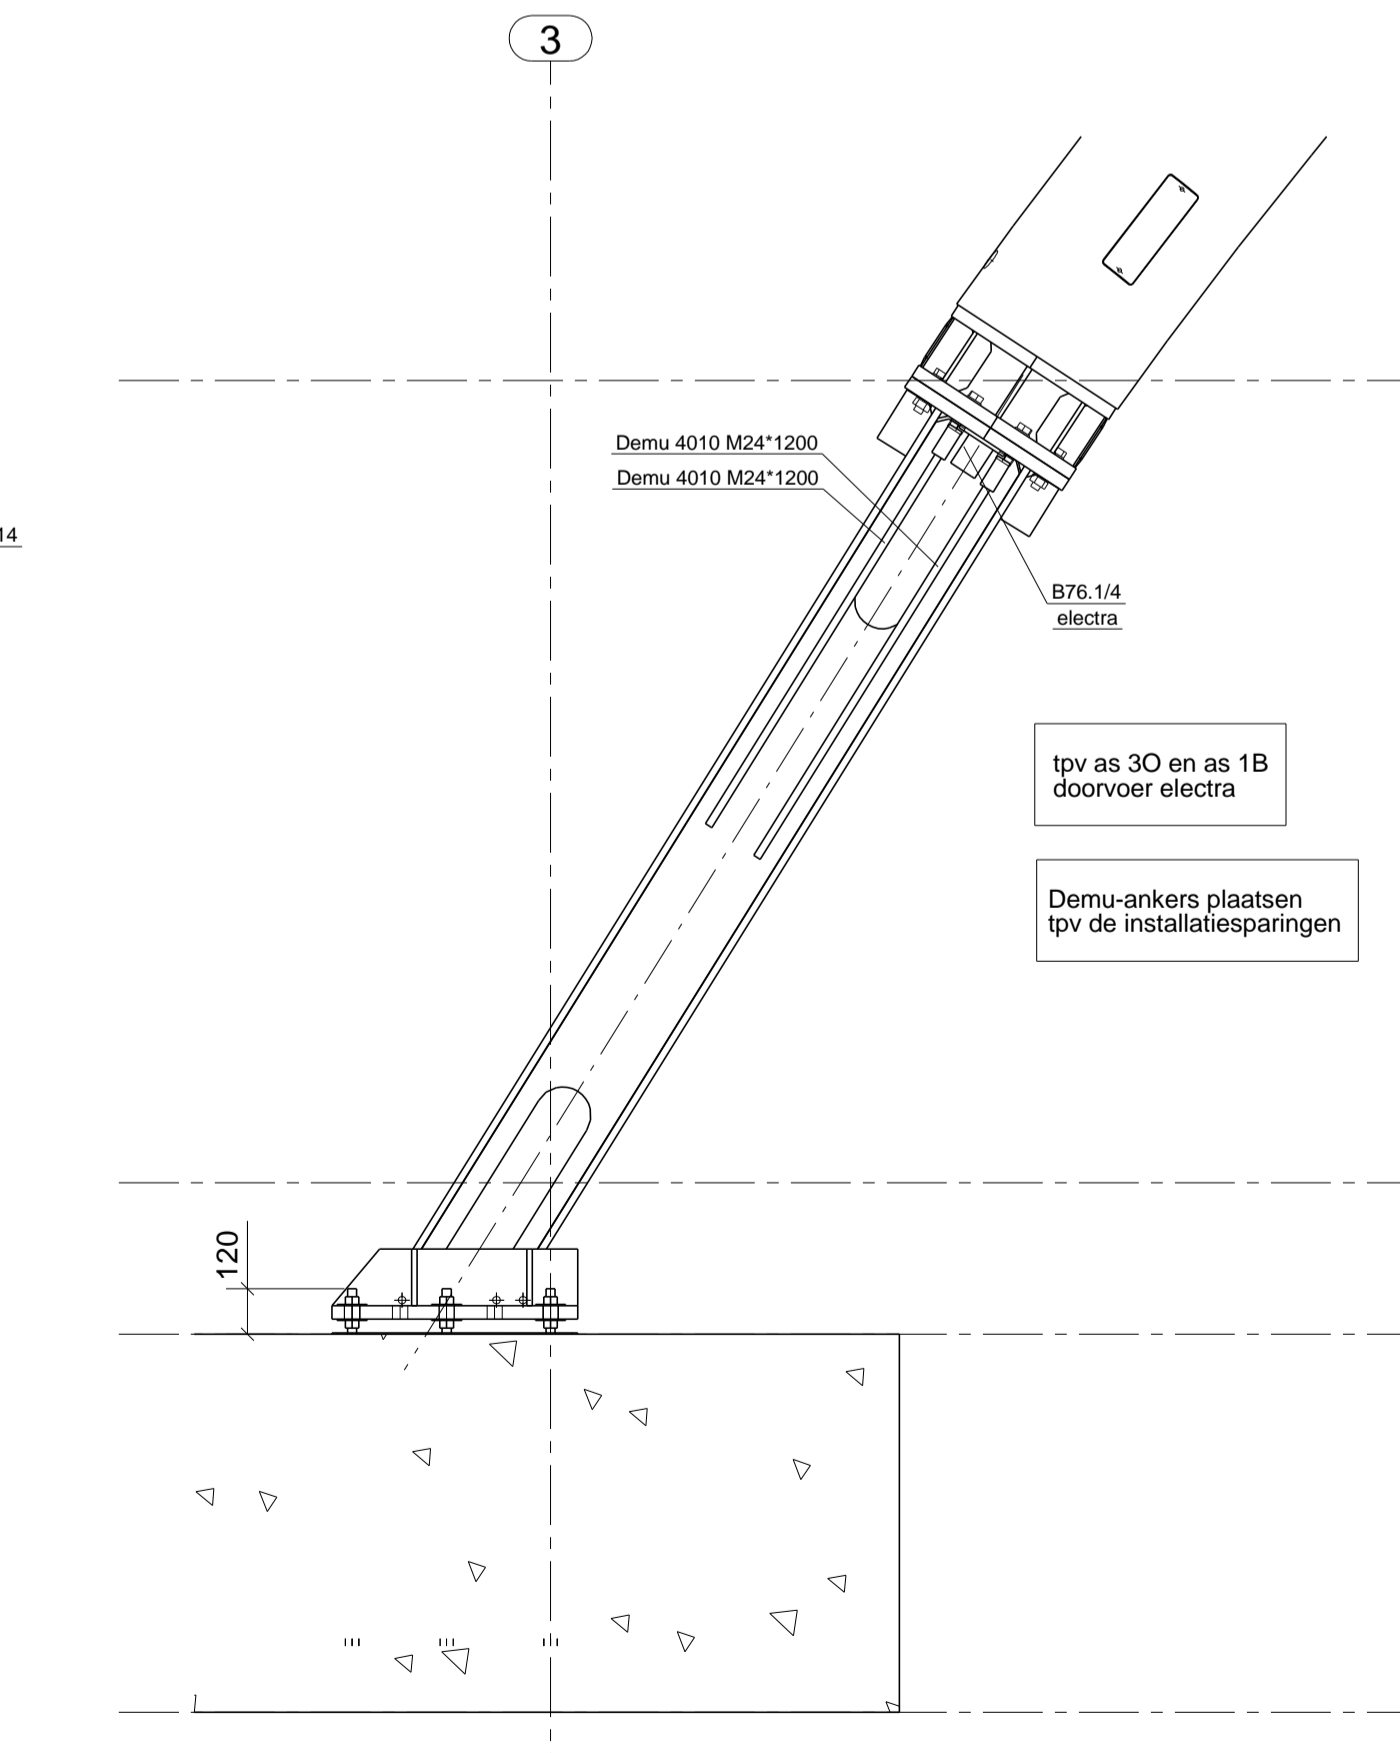 3
Demu 4010 M24*1200
Demu 4010 M24*1200
14
B76.1/4
electra
tpv as 3O en as 1B
doorvoer electra
Demu-ankers plaatsen
tpv de installatiesparingen
120